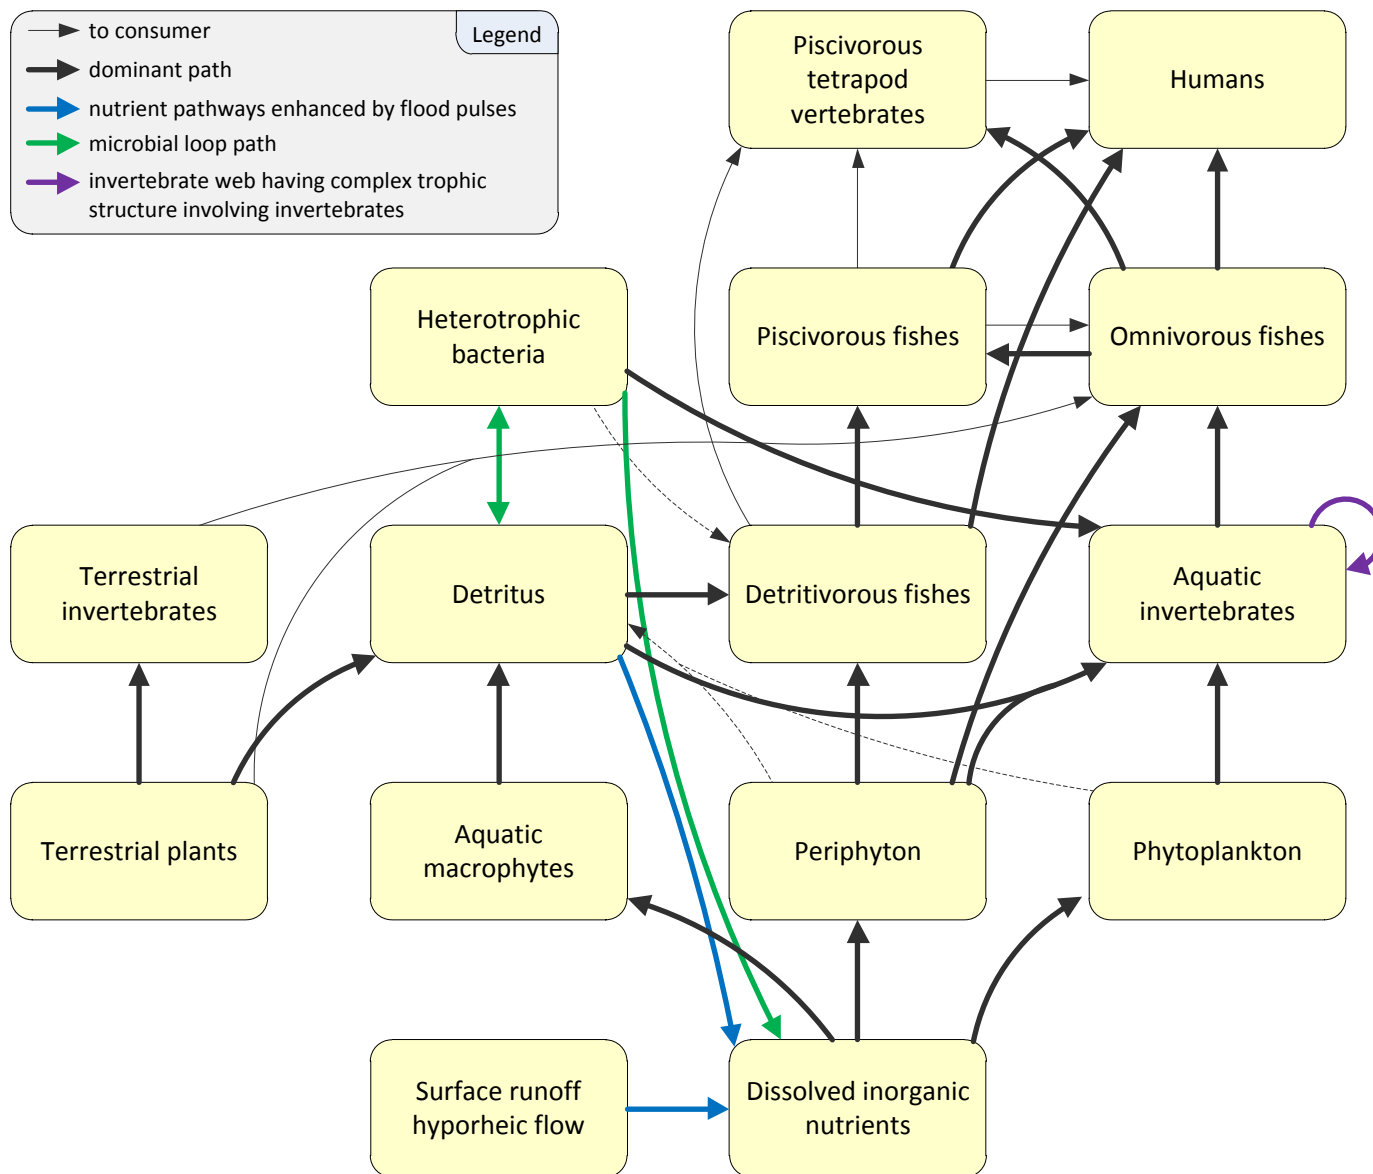 to consumer
Legend
dominant path
nutrient pathways enhanced by flood pulses
microbial loop path
invertebrate web having complex trophic
structure involving invertebrates
Piscivorous
tetrapod
vertebrates
Humans
Heterotrophic
bacteria
Piscivorous fishes
Omnivorous fishes
Terrestrial
invertebrates
Detritus
Detritivorous fishes
Aquatic
invertebrates
Terrestrial plants
Aquatic
macrophytes
Periphyton
Phytoplankton
Surface runoff
hyporheic flow
Dissolved inorganic
nutrients